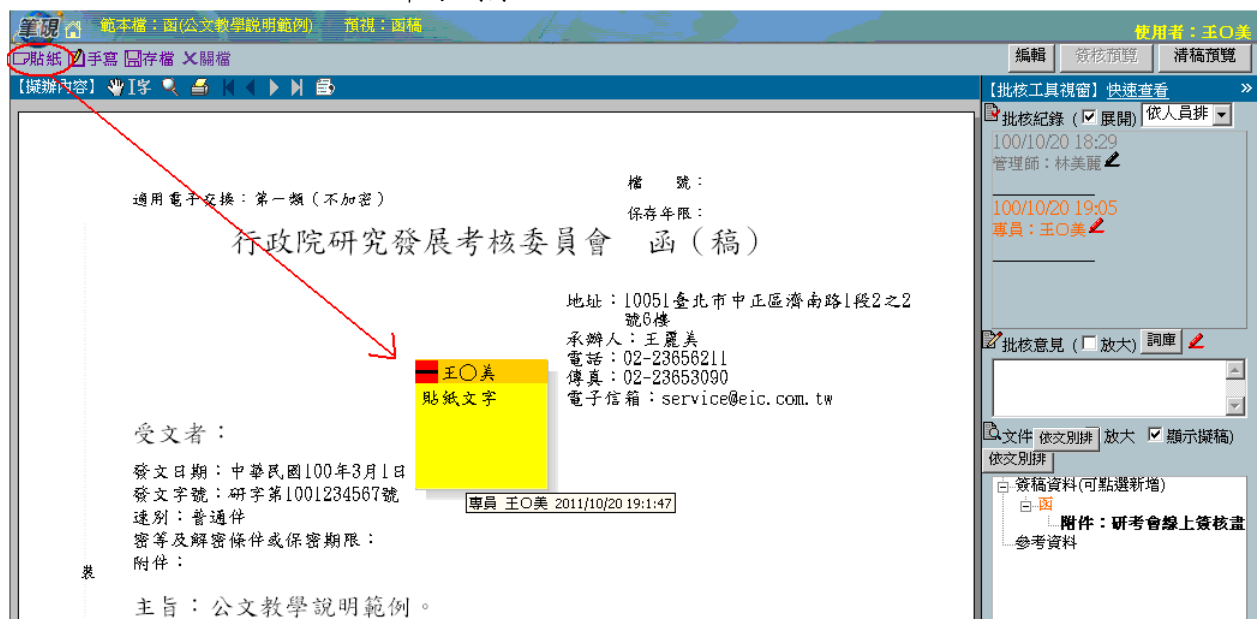 筆硯 範本檔：函(公文教學說明範例) 預視：函稿
使用者：王○美
貼紙 手寫 存檔 關檔
編輯 簽核預覽 清稿預覽
【擬辦內容】 I字
【批核工具視窗】 快速查看 »
批核紀錄 ( 展開) 依人員排
100/10/20 18:29
管理師：林美麗
100/10/20 19:05
專員：王○美
批核意見 ( 放大) 詞庫
文件 依文別排 放大 顯示擬稿)
依文別排
簽稿資料(可點選新增)
函
附件：研考會線上簽核畫
參考資料
檔 號：
適用電子交換：第一類（不加密）
保存年限：
行政院研究發展考核委員會 函（稿）
地址：10051臺北市中正區濟南路1段2之2
號6樓
承辦人：王麗美
電話：02-23656211
傳真：02-23653090
電子信箱：service@eic.com.tw
王○美
貼紙文字
專員 王○美 2011/10/20 19:1:47
受文者：
發文日期：中華民國100年3月1日
發文字號：研字第1001234567號
速別：普通件
密等及解密條件或保密期限：
附件：
裝
主旨：公文教學說明範例。